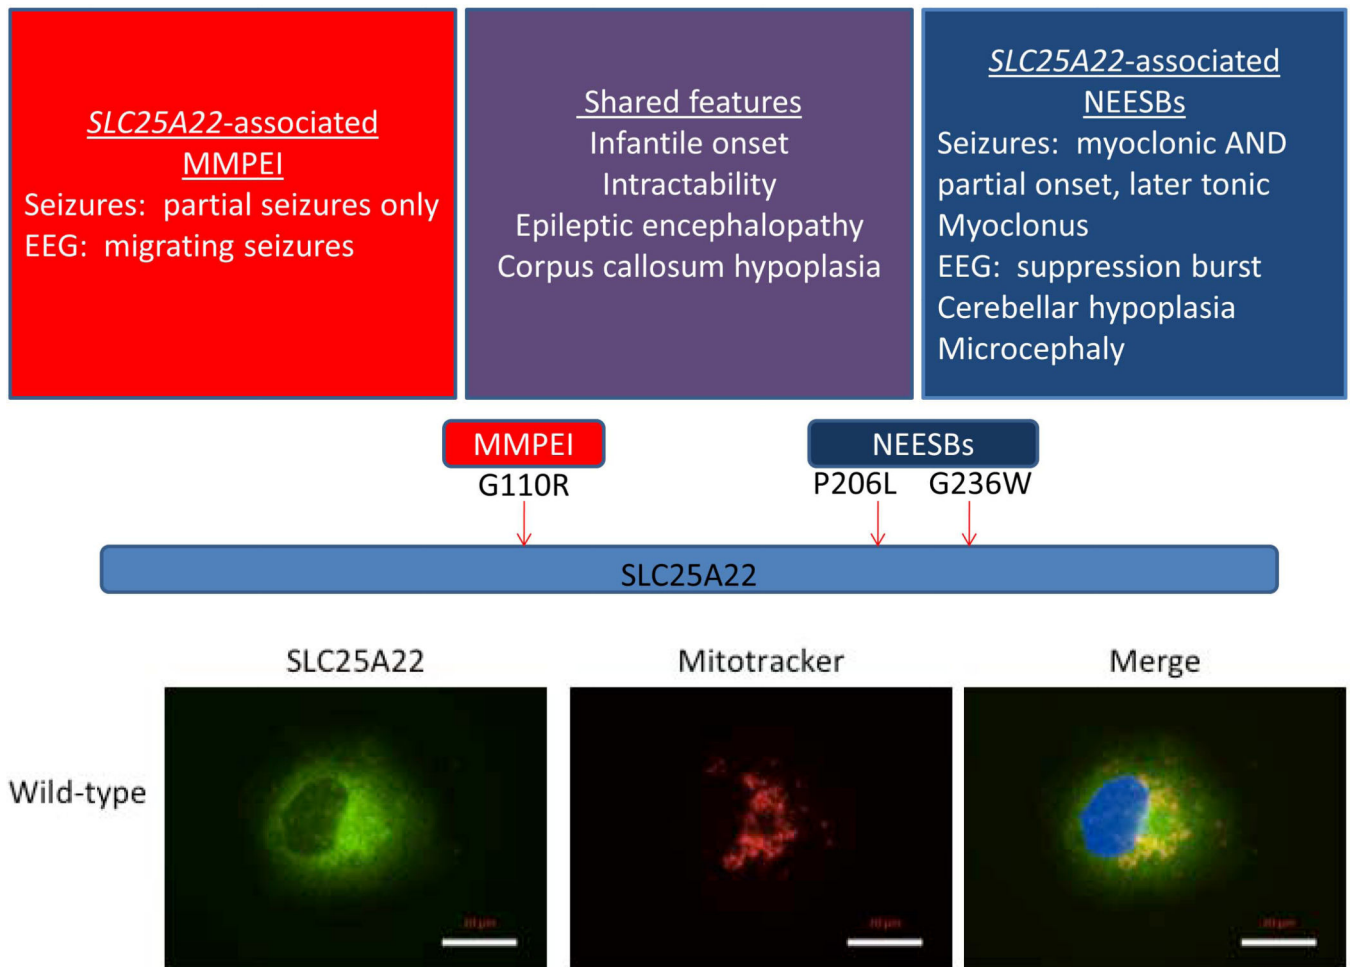 SLC25A22-associated
MMPEI
Seizures: partial seizures only
EEG: migrating seizures
Shared features
Infantile onset
Intractability
Epileptic encephalopathy
Corpus callosum hypoplasia
SLC25A22-associated
NEESBs
Seizures: myoclonic AND
partial onset, later tonic
Myoclonus
EEG: suppression burst
Cerebellar hypoplasia
Microcephaly
MMPEI
NEESBs
G110R
P206L
G236W
SLC25A22
SLC25A22
Mitotracker
Merge
Wild-type